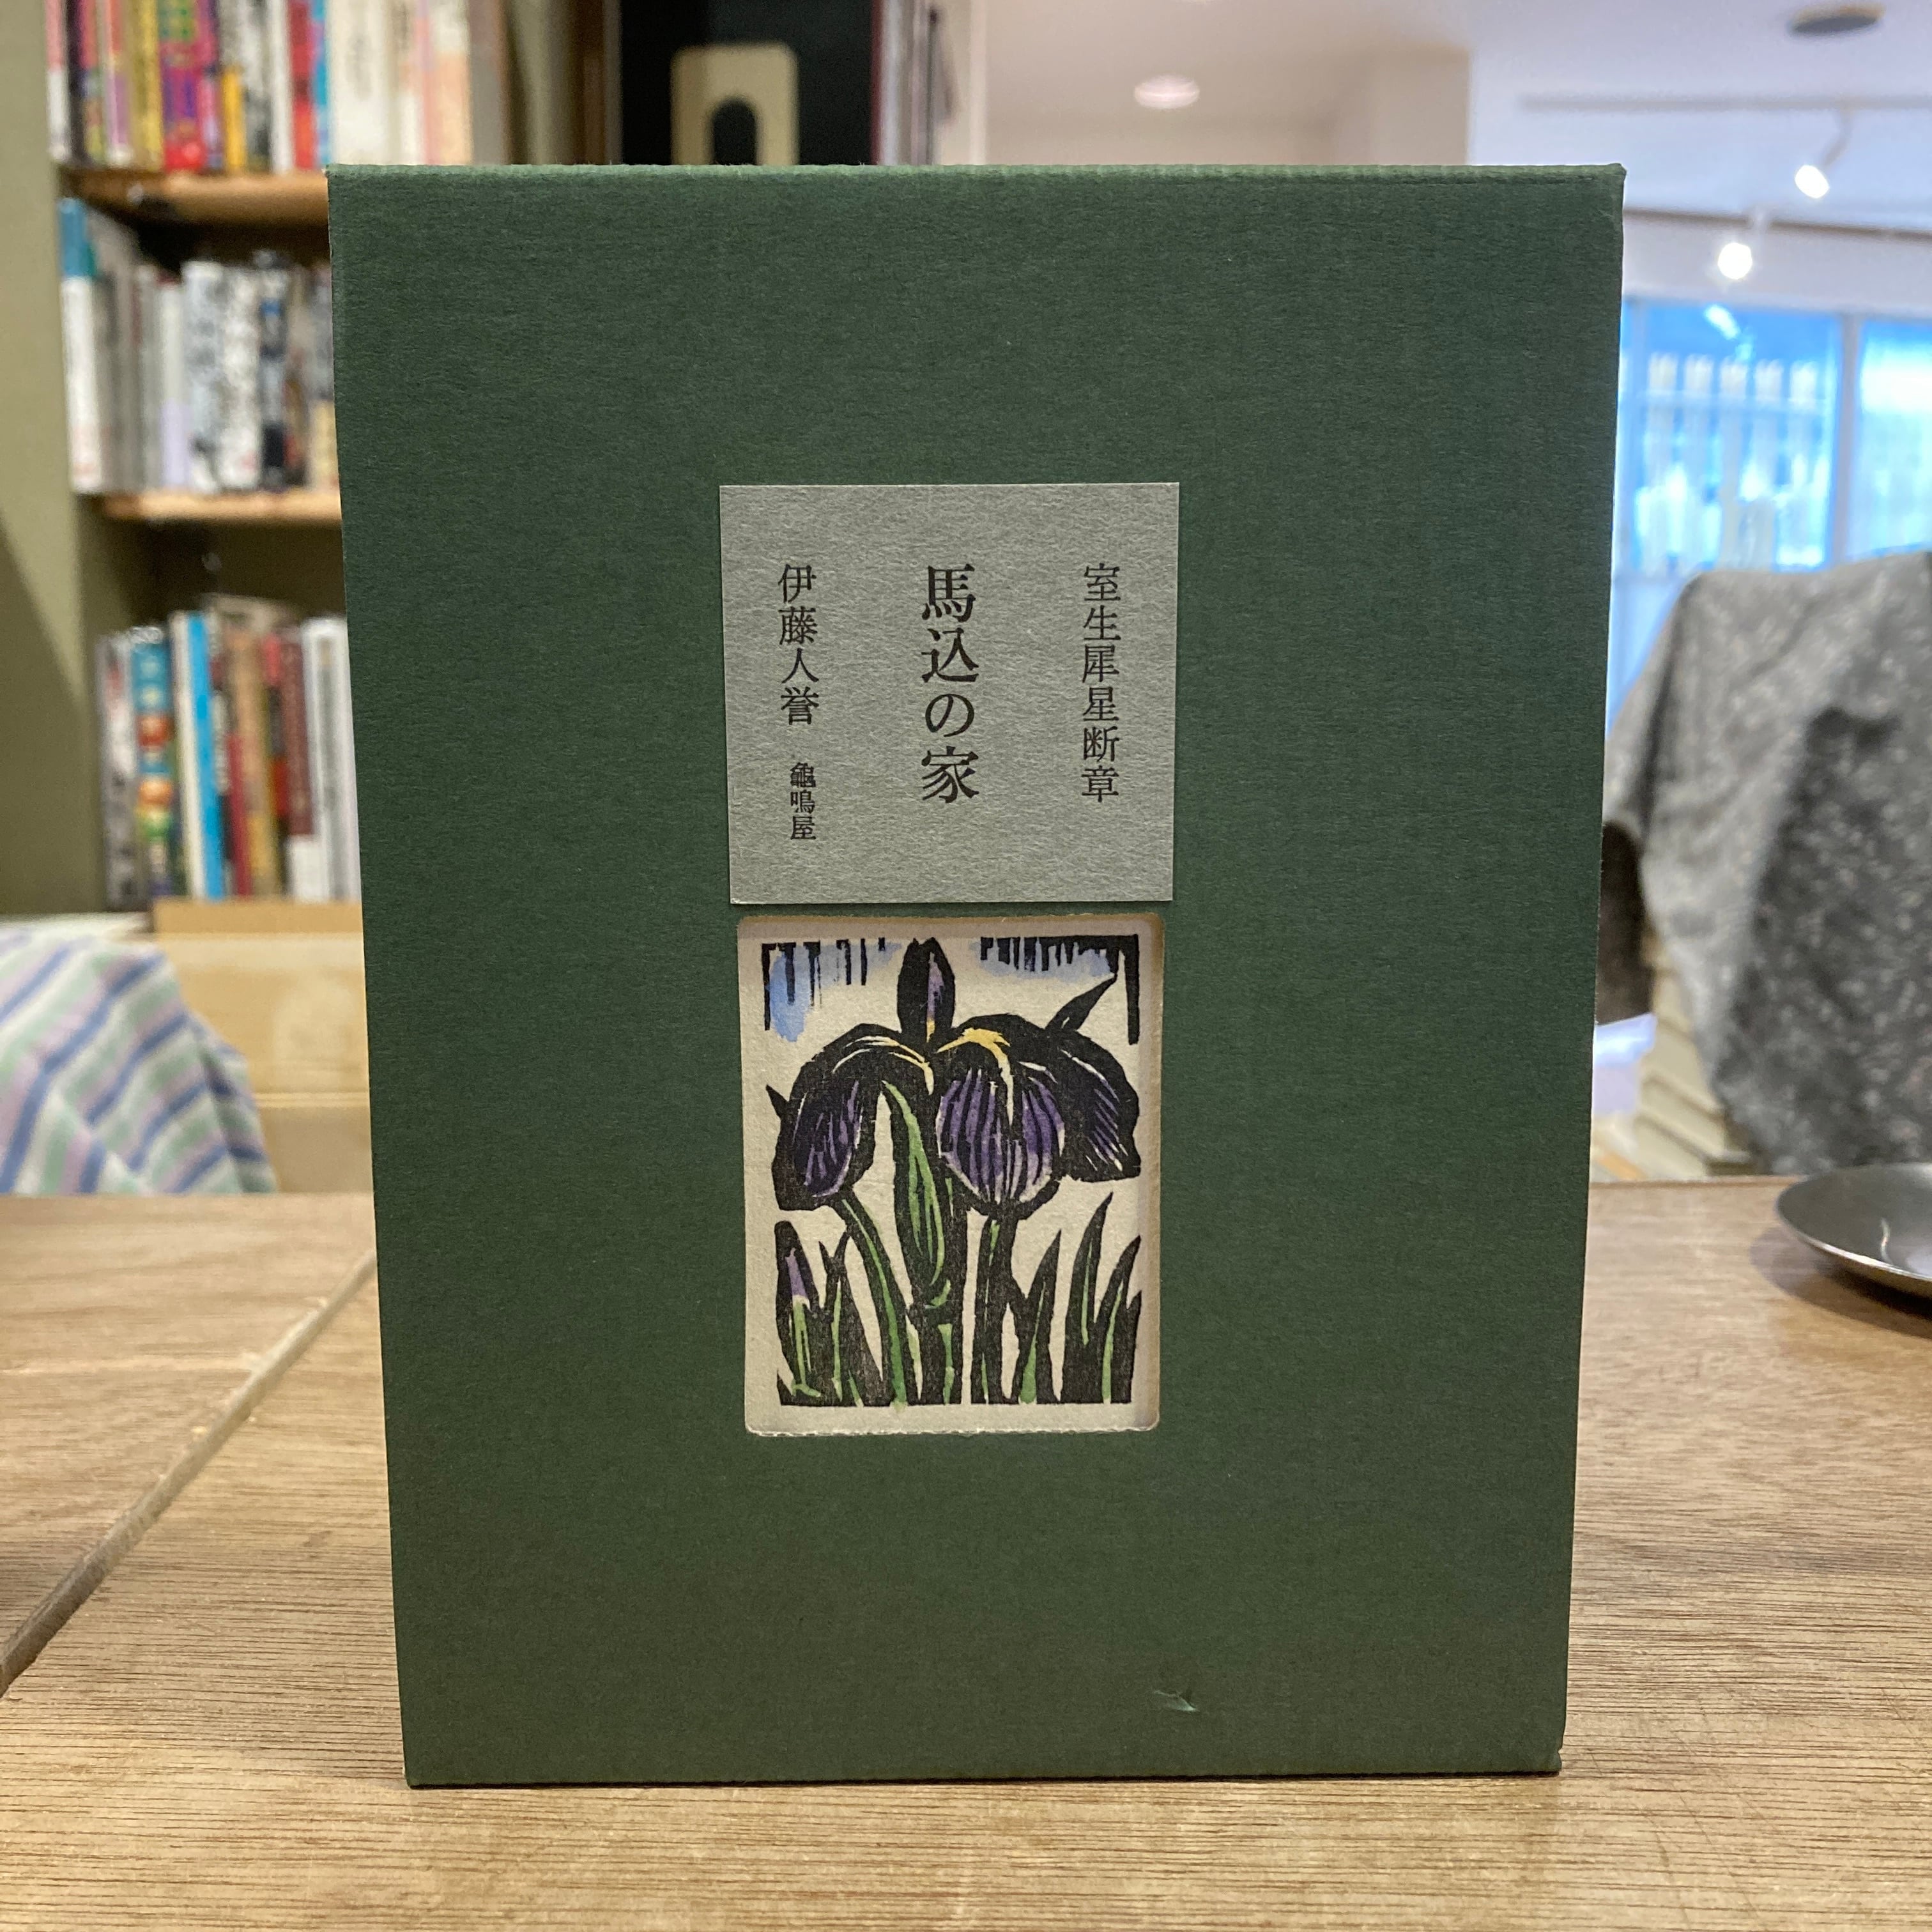 室生犀星断章
馬込の家
伊藤人誉　龜鳴屋